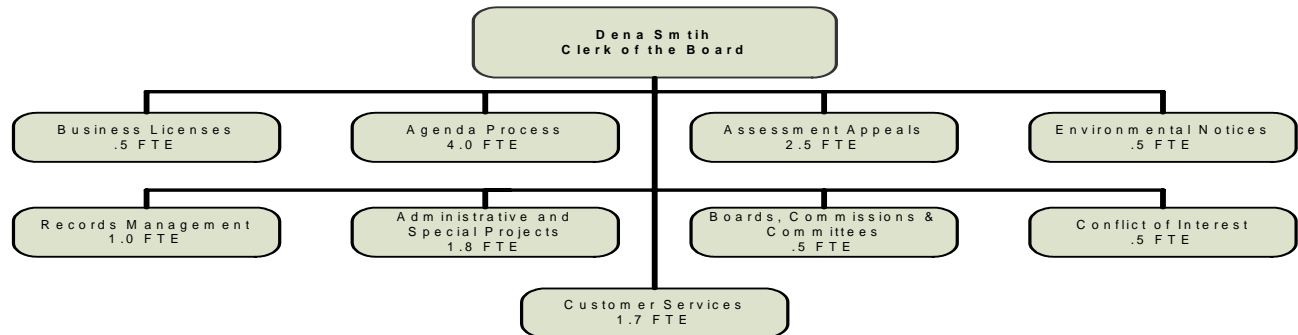 Dena Smtih
Clerk of the Board
Business Licenses
.5 FTE
Agenda Process
4.0 FTE
Assessment Appeals
2.5 FTE
Environmental Notices
.5 FTE
Records Management
1.0 FTE
Administrative and
Special Projects
1.8 FTE
Boards, Commissions &
Committees
.5 FTE
Conflict of Interest
.5 FTE
Customer Services
1.7 FTE